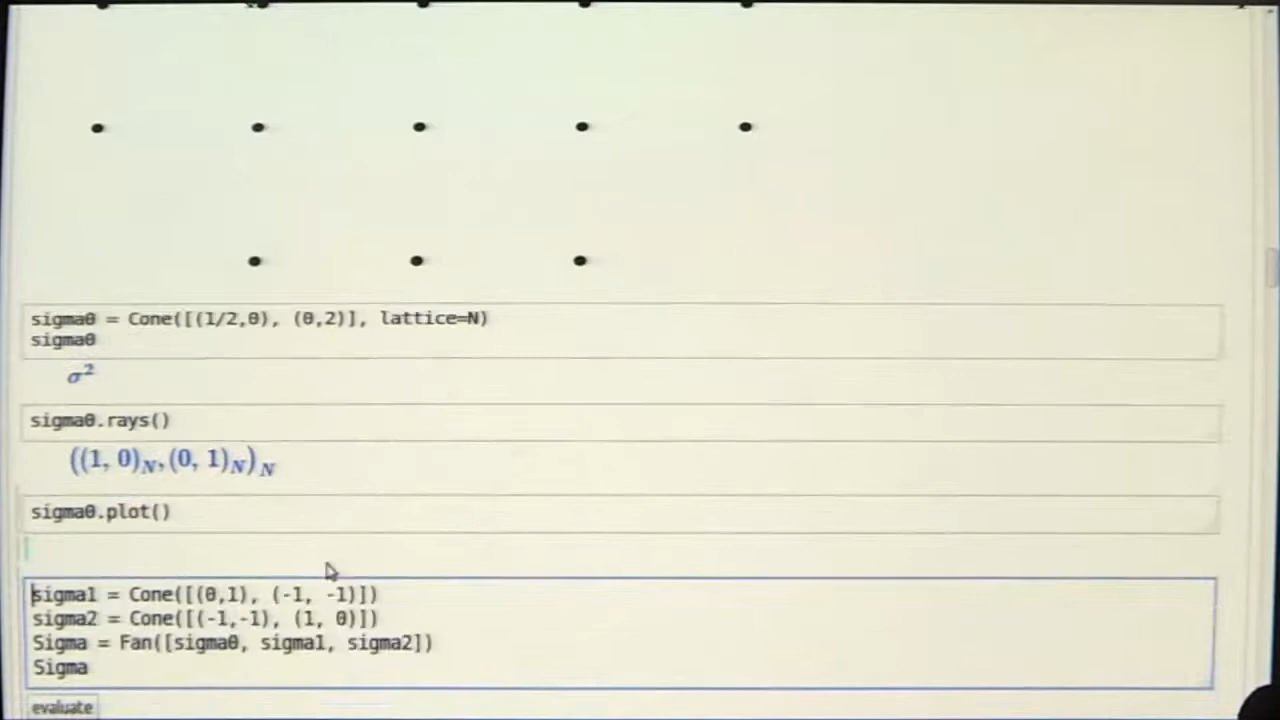 sigma0 = Cone([(1/2,0), (0,2)], lattice=N)
sigma0
σ²
sigma0.rays()
((1, 0)N, (0, 1)N)N
sigma0.plot()
sigma1 = Cone([(0,1), (-1, -1)])
sigma2 = Cone([(-1,-1), (1, 0)])
Sigma = Fan([sigma0, sigma1, sigma2])
Sigma
evaluate